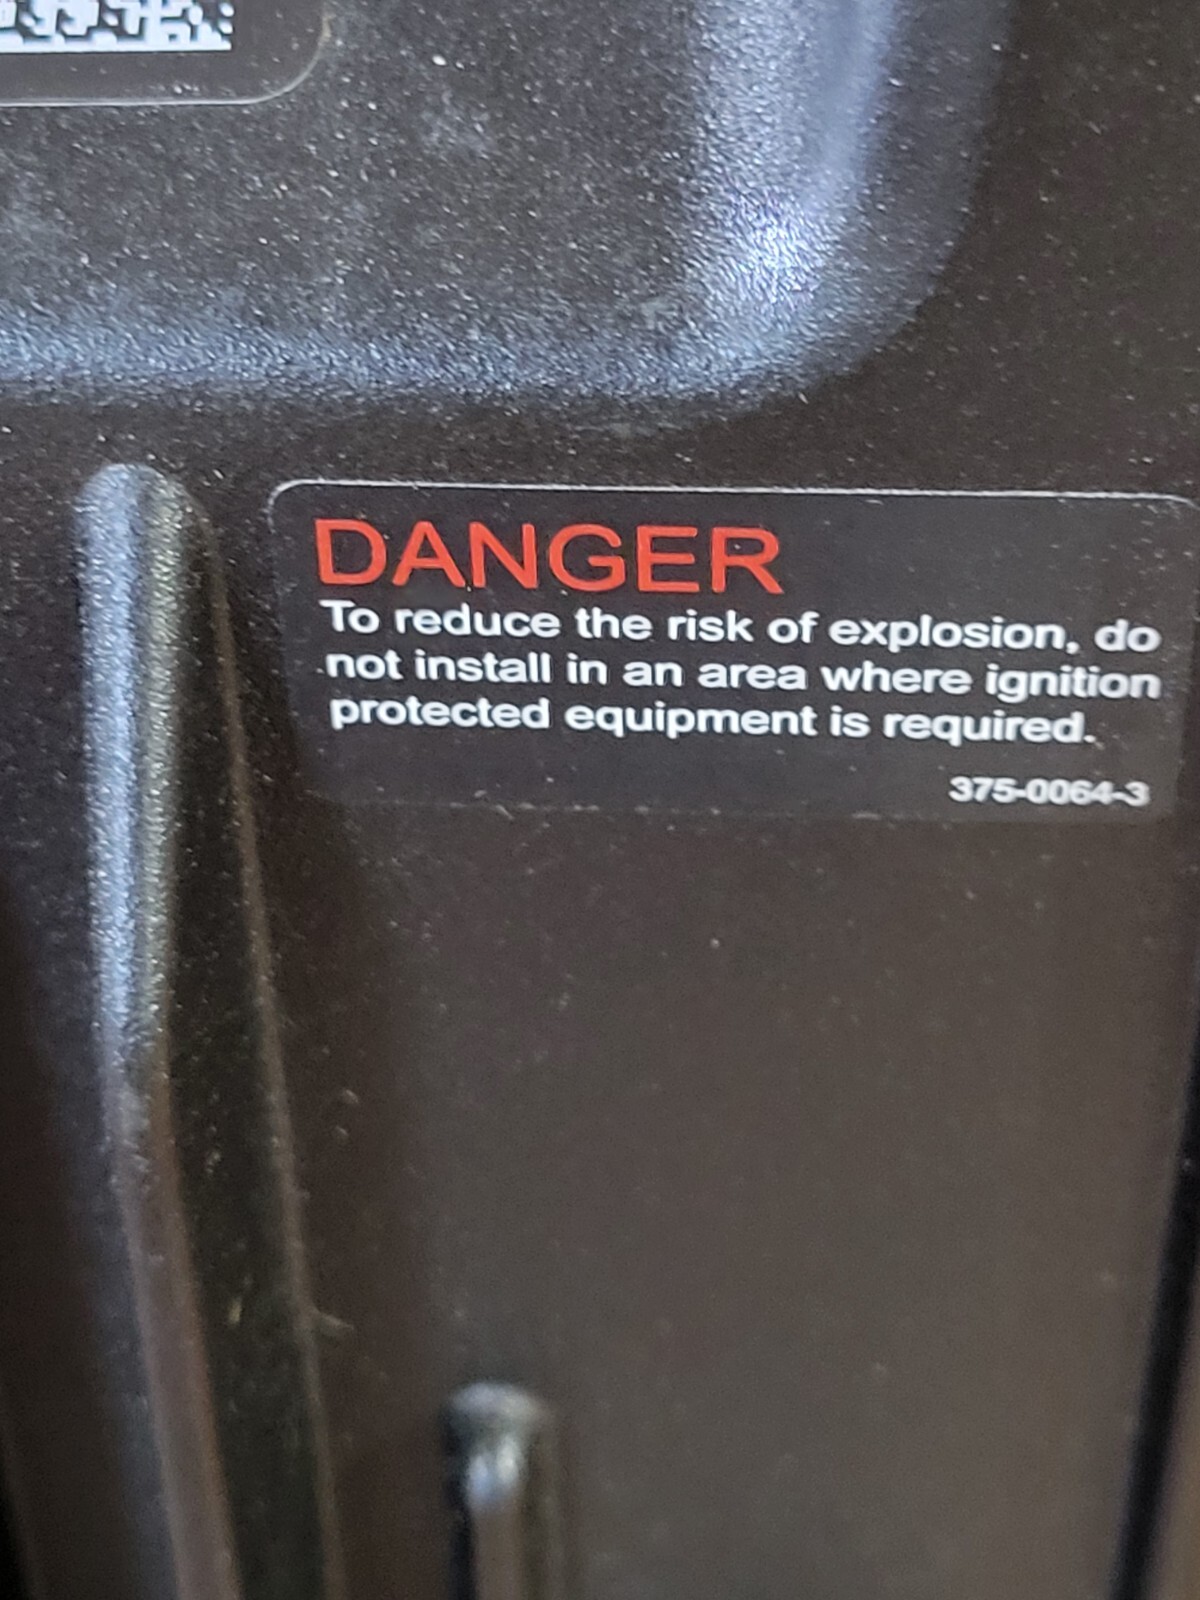 DANGER
To reduce the risk of explosion, do
not install in an area where ignition
protected equipment is required.
375-0064-3